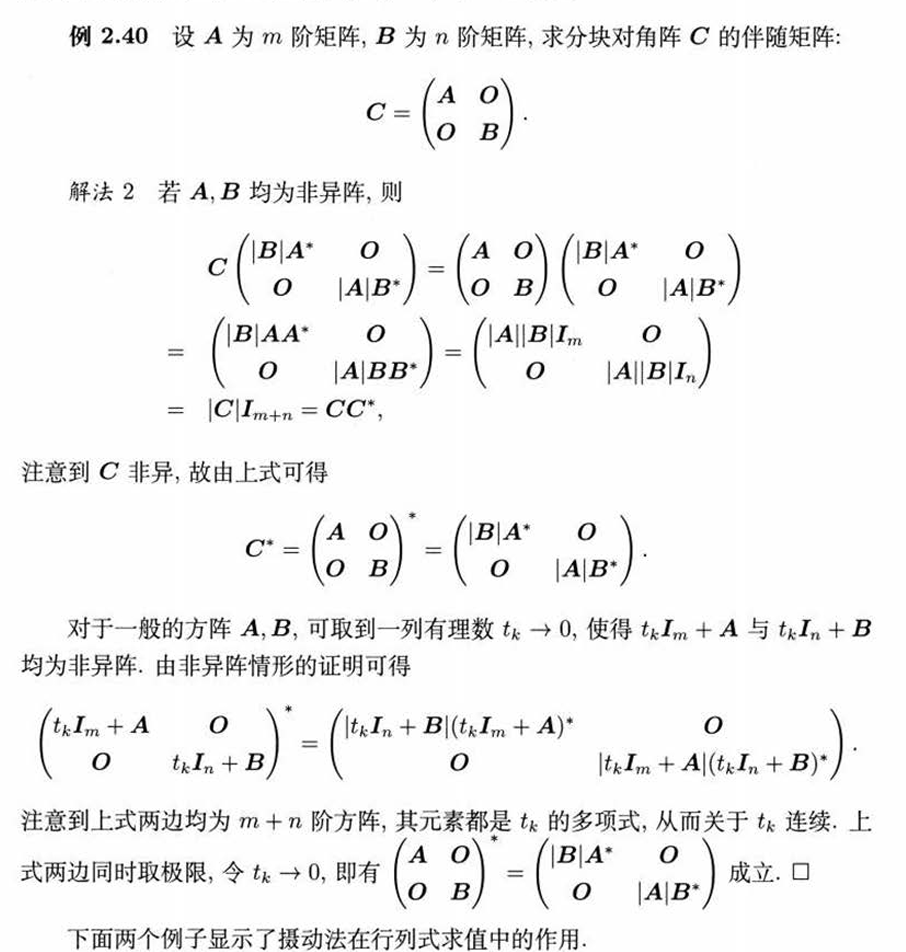 例 2.40 设 A 为 m 阶矩阵, B 为 n 阶矩阵, 求分块对角阵 C 的伴随矩阵:
C = \begin{pmatrix} A & O \\ O & B \end{pmatrix}.
解法 2 若 A, B 均为非异阵, 则
C \begin{pmatrix} |B|A^* & O \\ O & |A|B^* \end{pmatrix} = \begin{pmatrix} A & O \\ O & B \end{pmatrix} \begin{pmatrix} |B|A^* & O \\ O & |A|B^* \end{pmatrix}
= \begin{pmatrix} |B|AA^* & O \\ O & |A|BB^* \end{pmatrix} = \begin{pmatrix} |A||B|I_m & O \\ O & |A||B|I_n \end{pmatrix}
= |C|I_{m+n} = CC^*,
注意到 C 非异, 故由上式可得
C^* = \begin{pmatrix} A & O \\ O & B \end{pmatrix}^* = \begin{pmatrix} |B|A^* & O \\ O & |A|B^* \end{pmatrix}.
对于一般的方阵 A, B, 可取到一列有理数 t_k → 0, 使得 t_kI_m + A 与 t_kI_n + B
均为非异阵. 由非异阵情形的证明可得
\begin{pmatrix} t_kI_m + A & O \\ O & t_kI_n + B \end{pmatrix}^* = \begin{pmatrix} |t_kI_n + B|(t_kI_m + A)^* & O \\ O & |t_kI_m + A|(t_kI_n + B)^* \end{pmatrix}.
注意到上式两边均为 m + n 阶方阵, 其元素都是 t_k 的多项式, 从而关于 t_k 连续. 上
式两边同时取极限, 令 t_k → 0, 即有 \begin{pmatrix} A & O \\ O & B \end{pmatrix}^* = \begin{pmatrix} |B|A^* & O \\ O & |A|B^* \end{pmatrix} 成立. □
下面两个例子显示了摄动法在行列式求值中的作用.